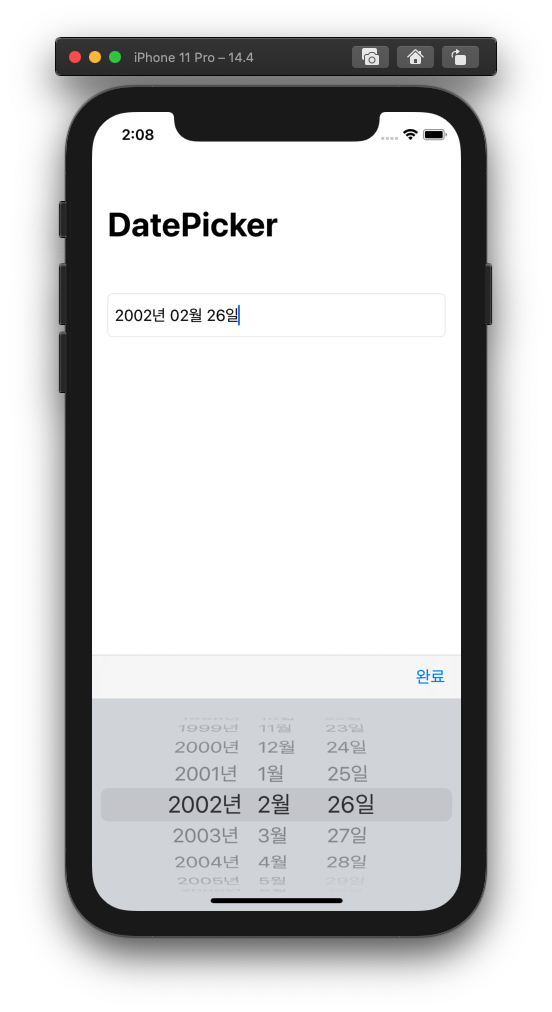 iPhone 11 Pro – 14.4
2:08
DatePicker
2002년 02월 26일
완료
1999년 11월 23일
2000년 12월 24일
2001년 1월 25일
2002년 2월 26일
2003년 3월 27일
2004년 4월 28일
2005년 5월 29일